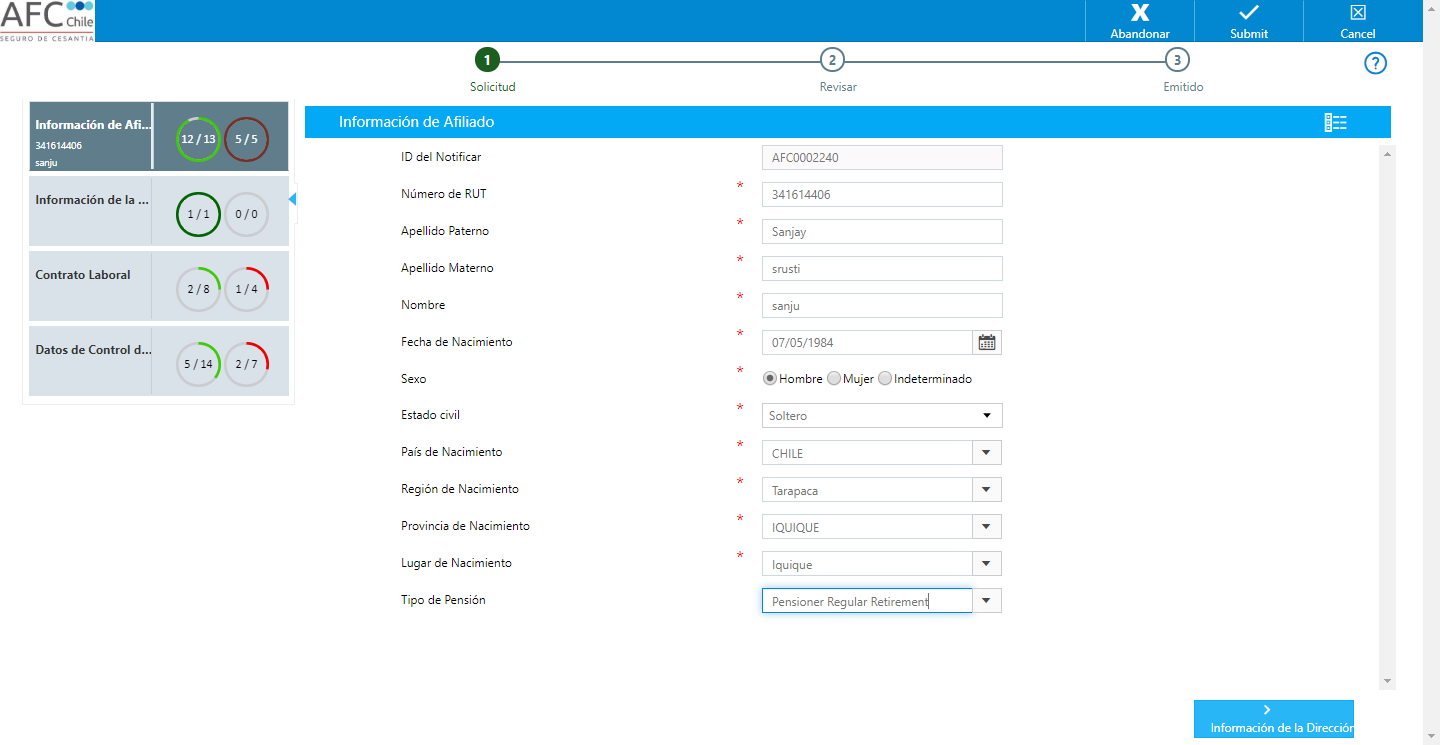 AFC Chile
SEGURO DE CESANTIA
Abandonar
Submit
Cancel
1
2
3
Solicitud
Revisar
Emitido
?
Información de Afi...
341614406
sanju
12 / 13
5 / 5
Información de la ...
1 / 1
0 / 0
Contrato Laboral
2 / 8
1 / 4
Datos de Control d...
5 / 14
2 / 7
Información de Afiliado
ID del Notificar
AFC0002240
Número de RUT * 341614406
Apellido Paterno * Sanjay
Apellido Materno * srusti
Nombre * sanju
Fecha de Nacimiento * 07/05/1984
Sexo * Hombre Mujer Indeterminado
Estado civil * Soltero
País de Nacimiento * CHILE
Región de Nacimiento * Tarapaca
Provincia de Nacimiento * IQUIQUE
Lugar de Nacimiento * Iquique
Tipo de Pensión Pensioner Regular Retirement
Información de la Dirección